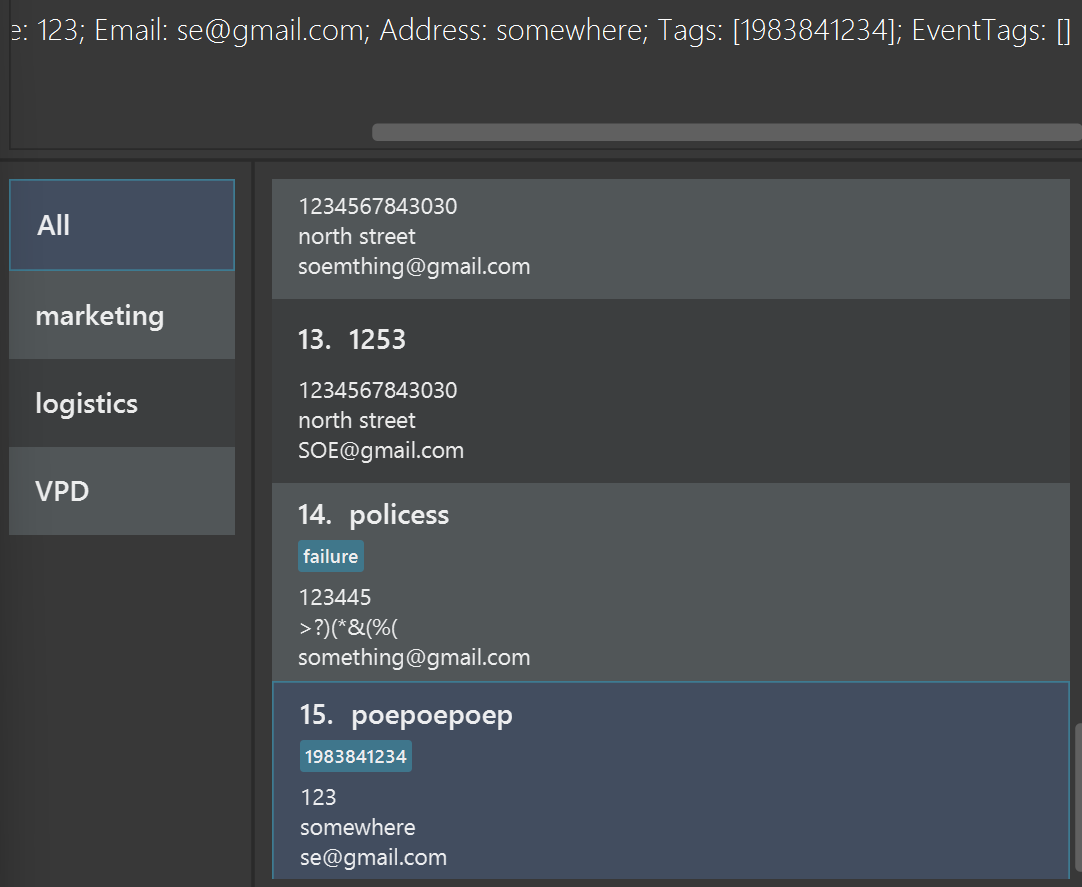 e: 123; Email: se@gmail.com; Address: somewhere; Tags: [1983841234]; EventTags: []
All
marketing
logistics
VPD
1234567843030
north street
soemthing@gmail.com
13. 1253
1234567843030
north street
SOE@gmail.com
14. policess
failure
123445
>?)(*&(%(
something@gmail.com
15. poepoepoep
1983841234
123
somewhere
se@gmail.com